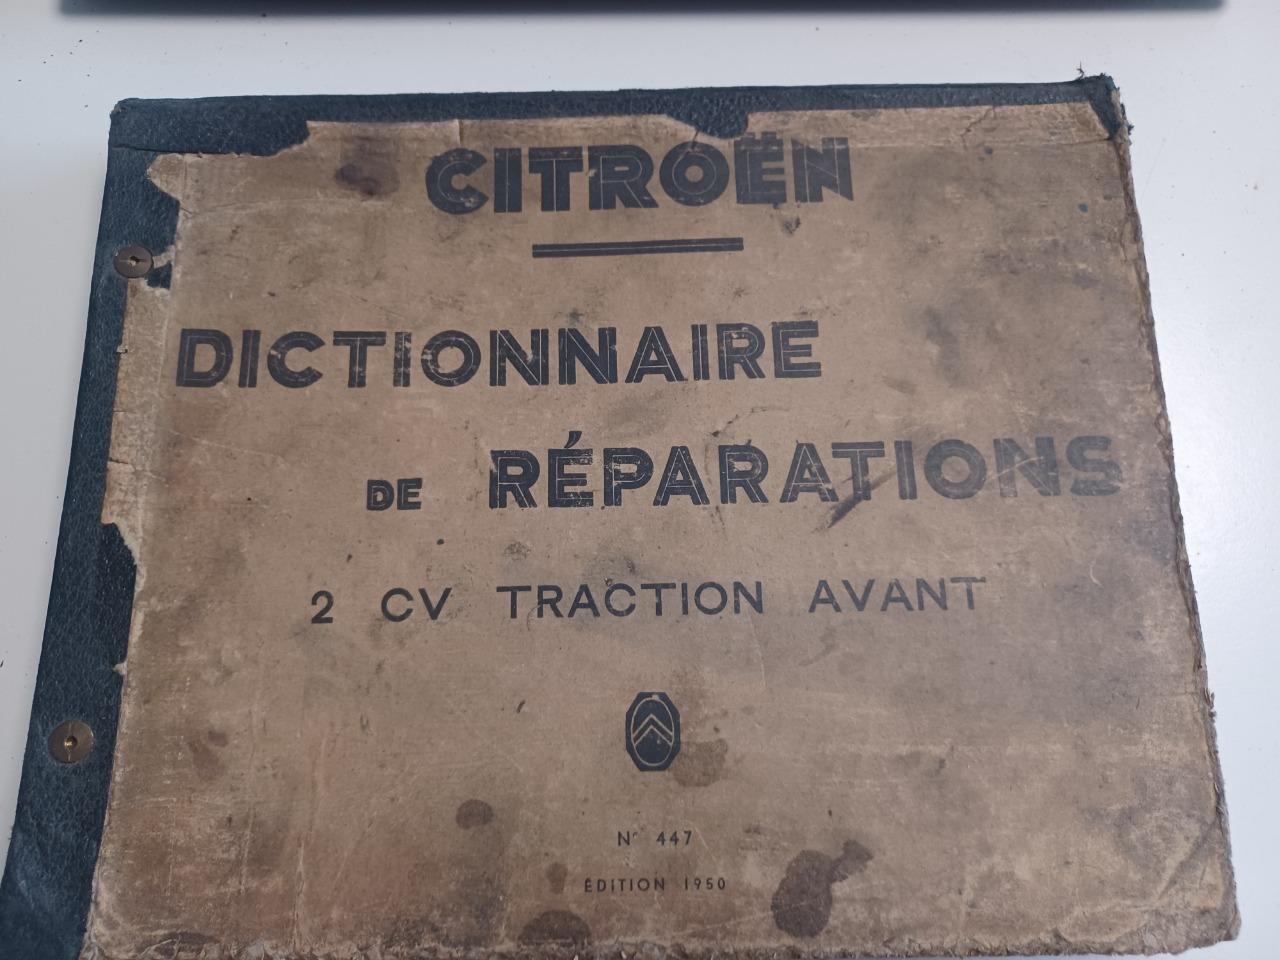 CITROËN
DICTIONNAIRE
DE RÉPARATIONS
2 CV TRACTION AVANT
N° 447
ÉDITION 1950